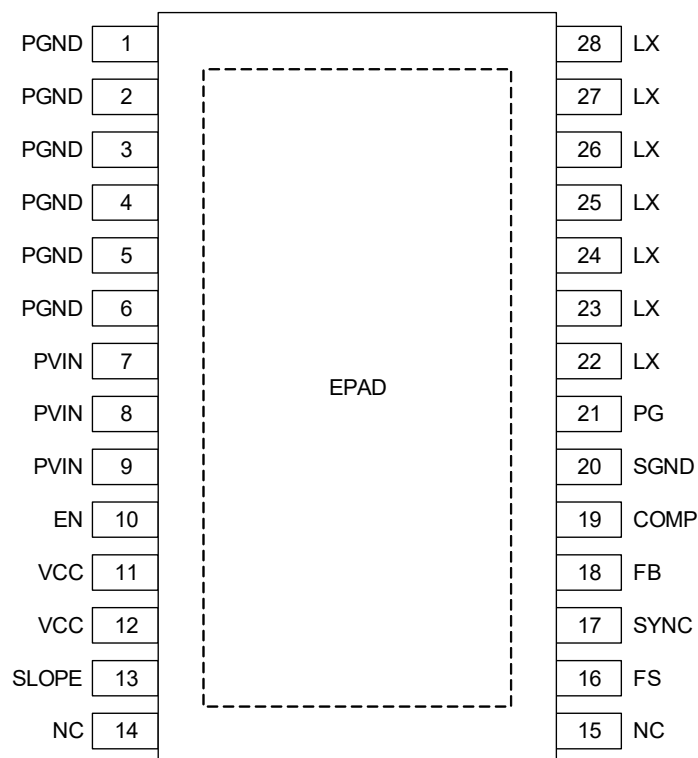 PGND 1 28 LX
PGND 2 27 LX
PGND 3 26 LX
PGND 4 25 LX
PGND 5 24 LX
PGND 6 23 LX
PVIN 7 22 LX
EPAD
PVIN 8 21 PG
PVIN 9 20 SGND
EN 10 19 COMP
VCC 11 18 FB
VCC 12 17 SYNC
SLOPE 13 16 FS
NC 14 15 NC